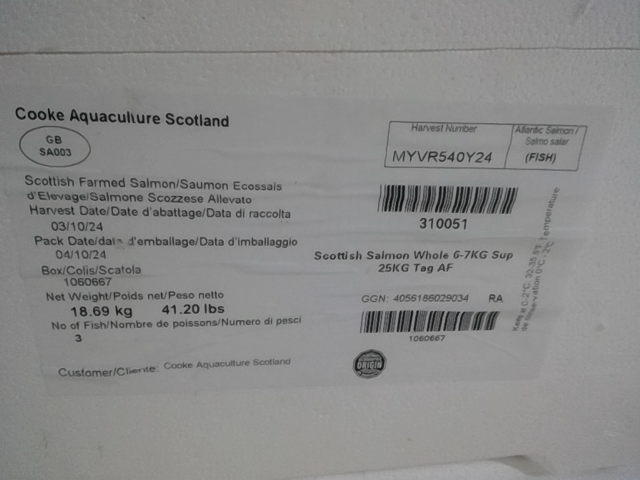 Cooke Aquaculture Scotland
GB
SA003
Harvest Number
MYVR540Y24
Atlantic Salmon /
Salmo salar
(FISH)
Scottish Farmed Salmon/Saumon Ecossais
d'Elevage/Salmone Scozzese Allevato
Harvest Date/Date d'abattage/Data di raccolta
03/10/24
Pack Date/date d'emballage/Data d'imballagio
04/10/24
Box/Colis/Scatola
1060667
Net Weight/Poids net/Peso netto
18.69 kg 41.20 lbs
No of Fish/Nombre de poissons/Numero di pesci
3
Customer/Cliente: Cooke Aquaculture Scotland
310051
Scottish Salmon Whole 6-7KG Sup
25KG Tag AF
GGN: 4056186029034 RA
1060667
ORIGIN